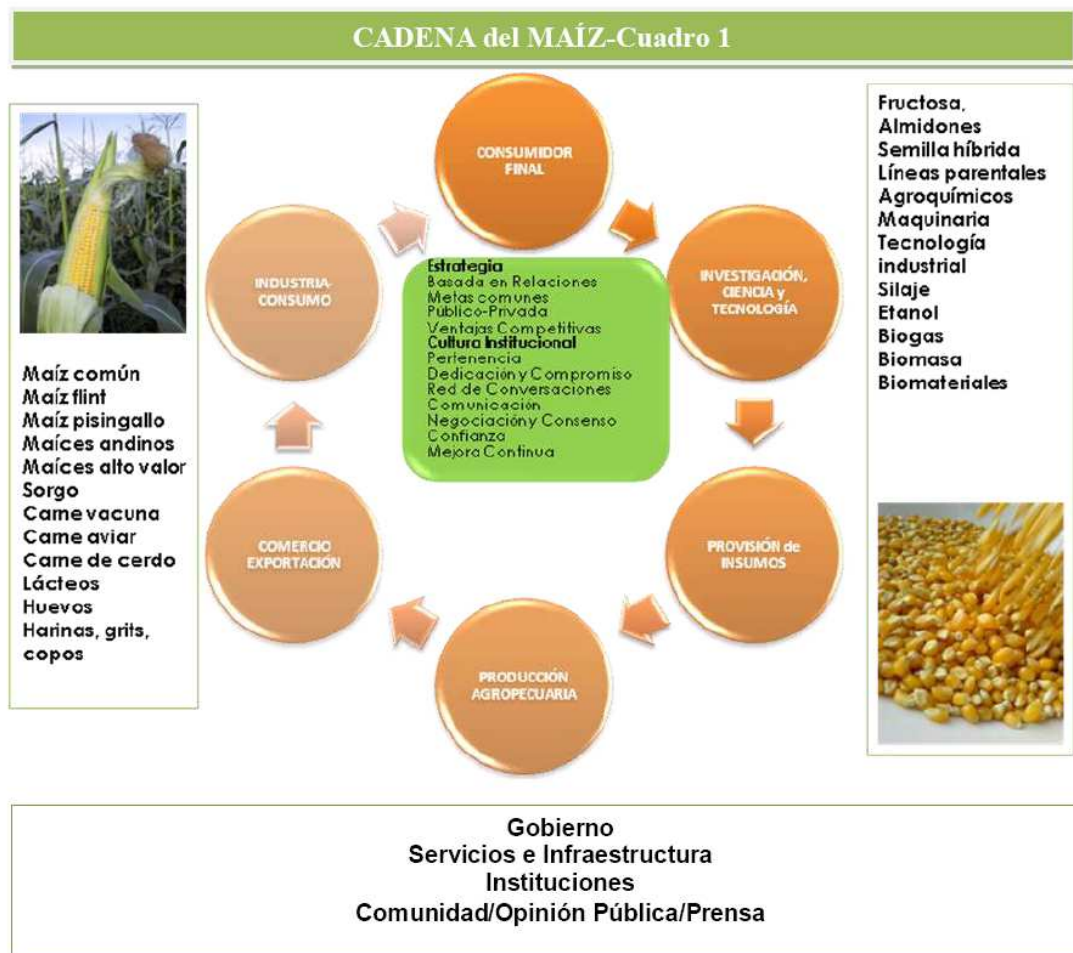 CADENA del MAÍZ-Cuadro 1
Maíz común
Maíz flint
Maíz pisingallo
Maíces andinos
Maíces alto valor
Sorgo
Carne vacuna
Carne aviar
Carne de cerdo
Lácteos
Huevos
Harinas, grits,
copos
CONSUMIDOR
FINAL
INVESTIGACIÓN,
CIENCIA y
TECNOLOGÍA
PROVISIÓN de
INSUMOS
PRODUCCIÓN
AGROPECUARIA
COMERCIO
EXPORTACIÓN
INDUSTRIA-
CONSUMO
Estrategia
Basada en Relaciones
Metas comunes
Público-Privada
Ventajas Competitivas
Cultura Institucional
Pertenencia
Dedicación y Compromiso
Red de Conversaciones
Comunicación
Negociación y Consenso
Confianza
Mejora Continua
Fructosa,
Almidones
Semilla híbrida
Líneas parentales
Agroquímicos
Maquinaria
Tecnología
industrial
Silaje
Etanol
Biogas
Biomasa
Biomateriales
Gobierno
Servicios e Infraestructura
Instituciones
Comunidad/Opinión Pública/Prensa